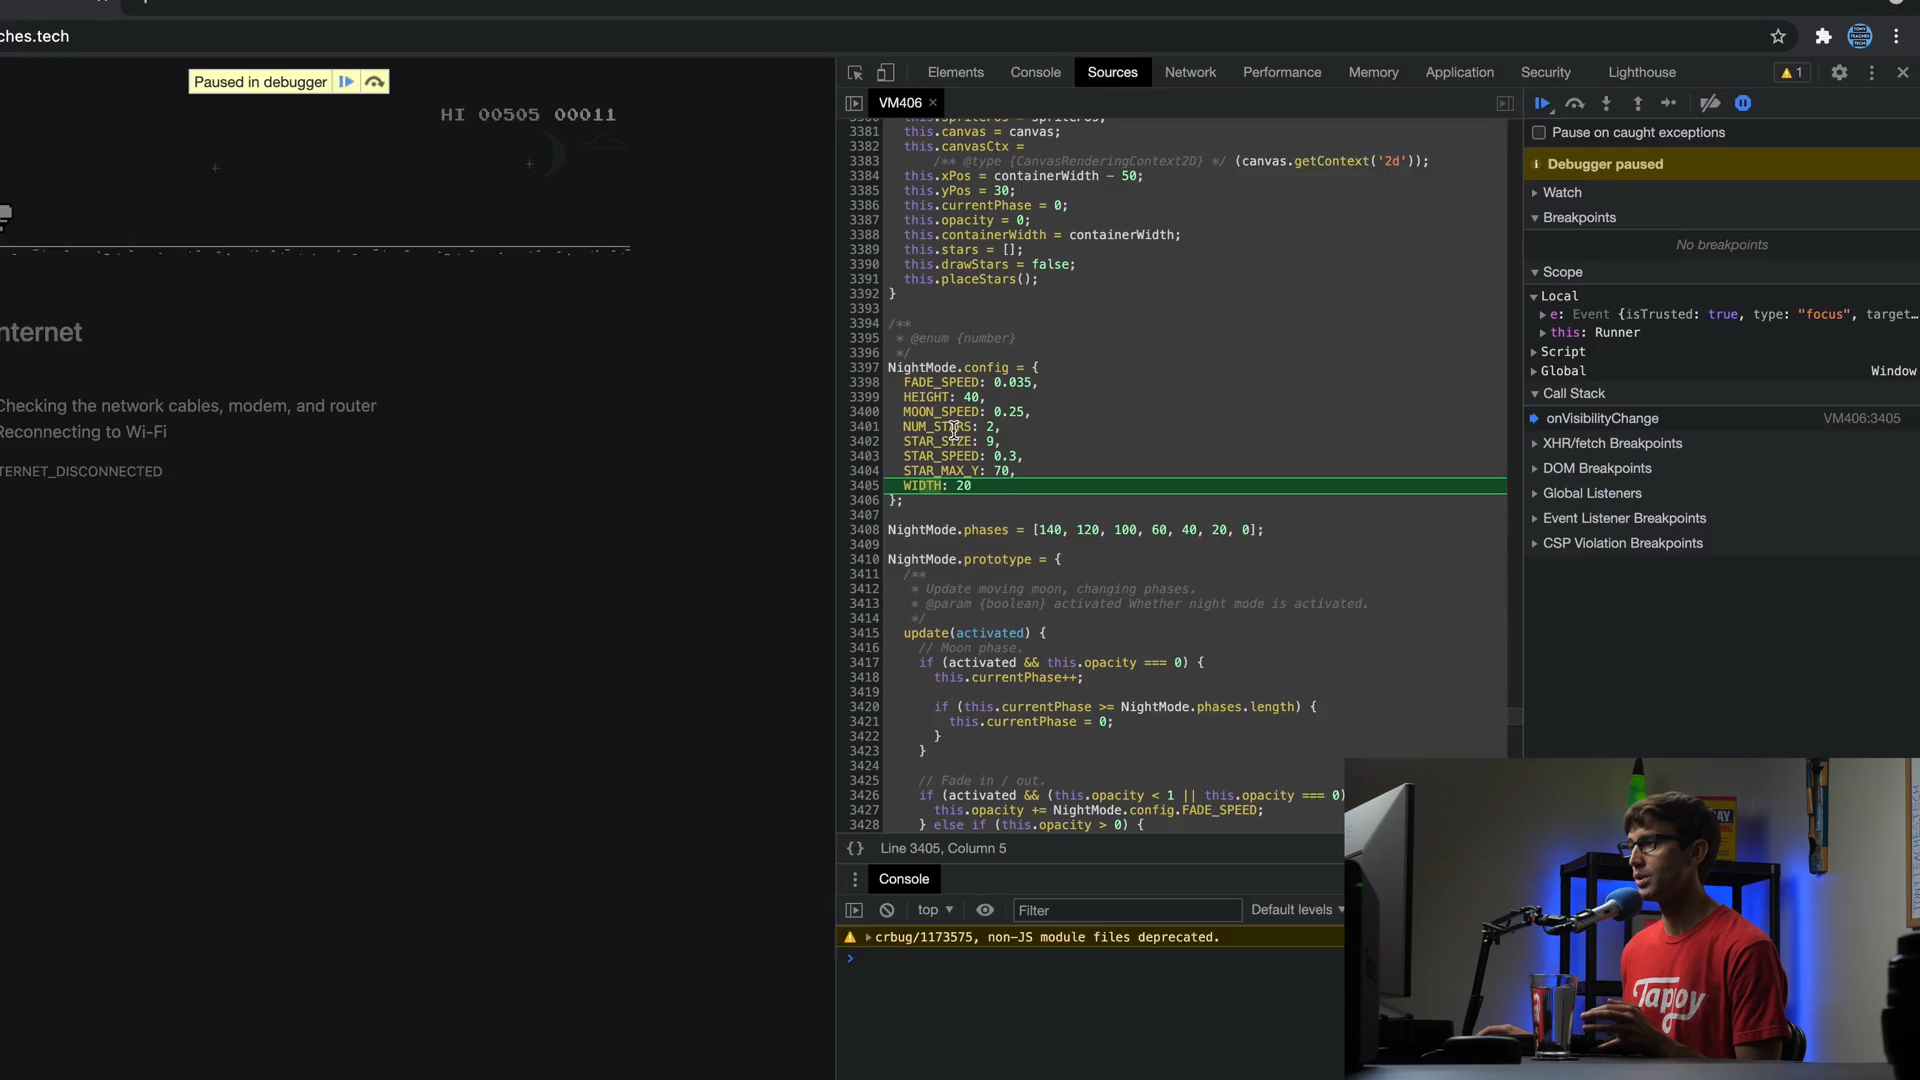 ches.tech
Paused in debugger
HI 00505 00011
nternet
Checking the network cables, modem, and router
Reconnecting to Wi-Fi
TERNET_DISCONNECTED
Elements Console Sources Network Performance Memory Application Security Lighthouse 1
VM406
3381 this.canvas = canvas;
3382 this.canvasCtx =
3383 /** @type {CanvasRenderingContext2D} */ (canvas.getContext('2d'));
3384 this.xPos = containerWidth - 50;
3385 this.yPos = 30;
3386 this.currentPhase = 0;
3387 this.opacity = 0;
3388 this.containerWidth = containerWidth;
3389 this.stars = [];
3390 this.drawStars = false;
3391 this.placeStars();
3392 }
3393
3394 /**
3395 * @enum {number}
3396 */
3397 NightMode.config = {
3398 FADE_SPEED: 0.035,
3399 HEIGHT: 40,
3400 MOON_SPEED: 0.25,
3401 NUM_STARS: 2,
3402 STAR_SIZE: 9,
3403 STAR_SPEED: 0.3,
3404 STAR_MAX_Y: 70,
3405 WIDTH: 20
3406 };
3407
3408 NightMode.phases = [140, 120, 100, 60, 40, 20, 0];
3409
3410 NightMode.prototype = {
3411 /**
3412 * Update moving moon, changing phases.
3413 * @param {boolean} activated Whether night mode is activated.
3414 */
3415 update(activated) {
3416 // Moon phase.
3417 if (activated && this.opacity === 0) {
3418 this.currentPhase++;
3419
3420 if (this.currentPhase >= NightMode.phases.length) {
3421 this.currentPhase = 0;
3422 }
3423 }
3424
3425 // Fade in / out.
3426 if (activated && (this.opacity < 1 || this.opacity === 0)
3427 this.opacity += NightMode.config.FADE_SPEED;
3428 } else if (this.opacity > 0) {
{} Line 3405, Column 5
Console
top Filter Default levels
crbug/1173575, non-JS module files deprecated.
Pause on caught exceptions
Debugger paused
Watch
Breakpoints
No breakpoints
Scope
Local
e: Event {isTrusted: true, type: "focus", target…
this: Runner
Script
Global Window
Call Stack
onVisibilityChange VM406:3405
XHR/fetch Breakpoints
DOM Breakpoints
Global Listeners
Event Listener Breakpoints
CSP Violation Breakpoints
Tapjoy